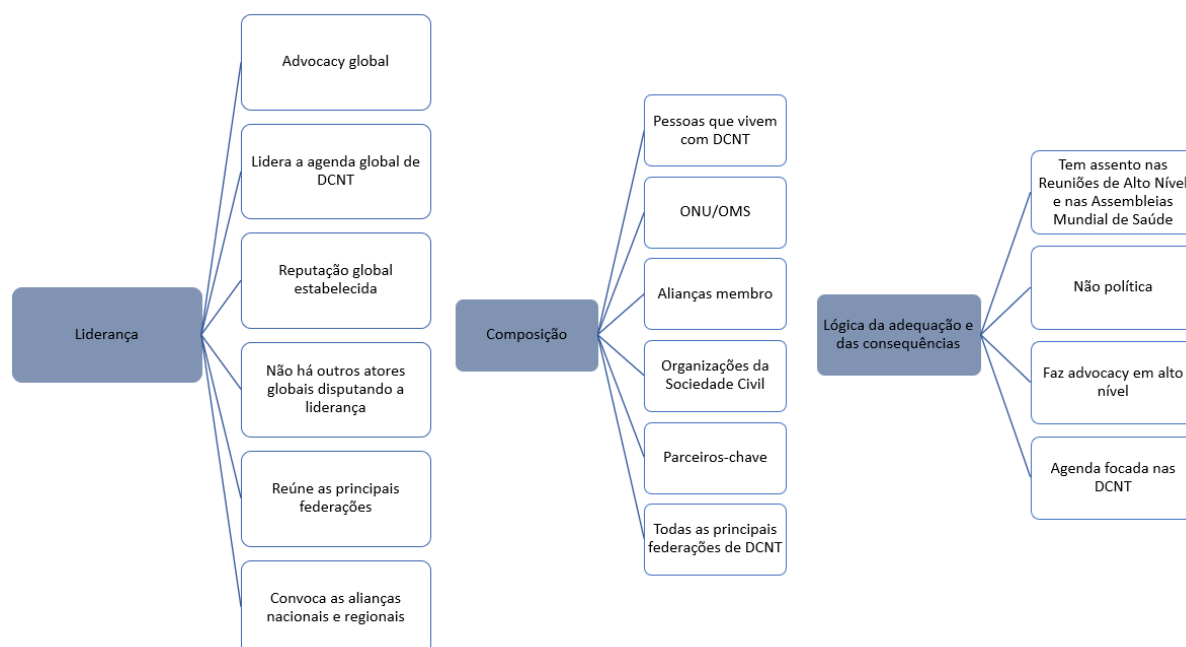 Liderança
Advocacy global
Lidera a agenda global de
DCNT
Reputação global
estabelecida
Não há outros atores
globais disputando a
liderança
Reúne as principais
federações
Convoca as alianças
nacionais e regionais
Composição
Pessoas que vivem
com DCNT
ONU/OMS
Alianças membro
Organizações da
Sociedade Civil
Parceiros-chave
Todas as principais
federações de DCNT
Lógica da adequação e
das consequências
Tem assento nas
Reuniões de Alto Nível
e nas Assembleias
Mundial de Saúde
Não política
Faz advocacy em alto
nível
Agenda focada nas
DCNT